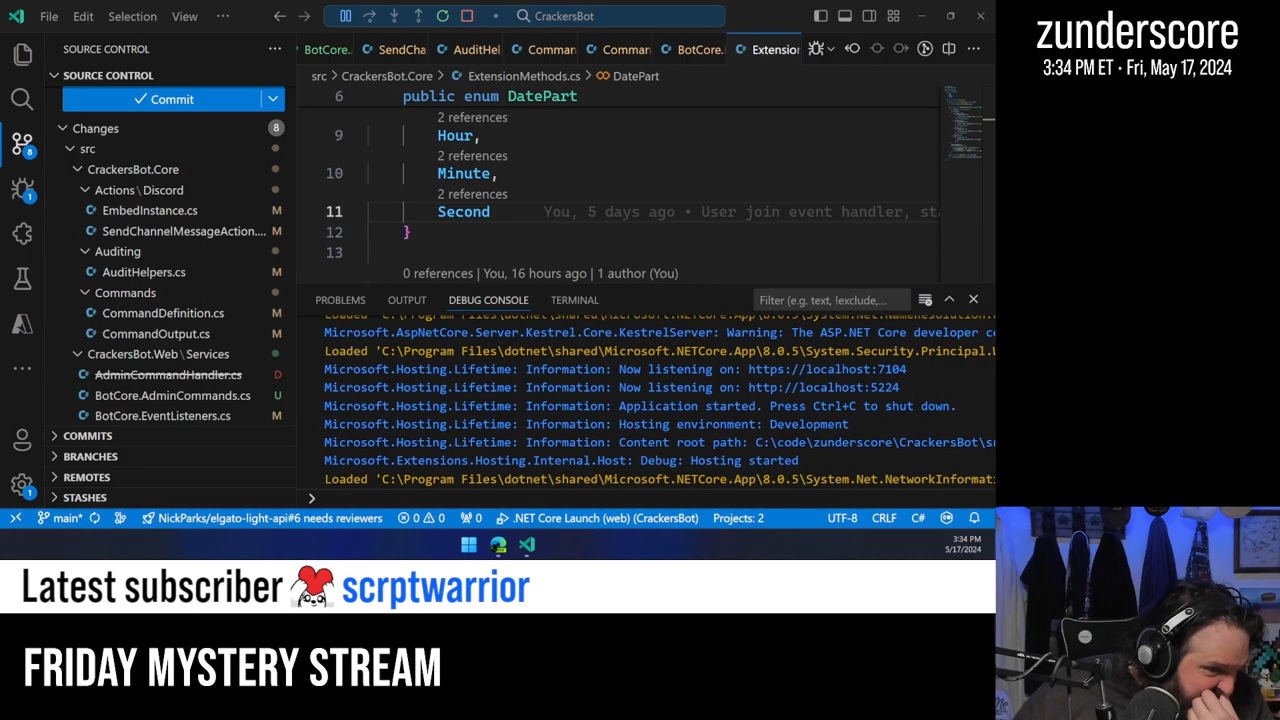 File Edit Selection View ··· CrackersBot
SOURCE CONTROL ···
SOURCE CONTROL
Commit
Changes 8
src
CrackersBot.Core
Actions \ Discord
EmbedInstance.cs M
SendChannelMessageAction.... M
Auditing
AuditHelpers.cs M
Commands
CommandDefinition.cs M
CommandOutput.cs M
CrackersBot.Web \ Services
AdminCommandHandler.cs D
BotCore.AdminCommands.cs U
BotCore.EventListeners.cs M
COMMITS
BRANCHES
REMOTES
STASHES
8
1
1
BotCore. SendCha AuditHel Comman Comman BotCore. Extensio ···
src > CrackersBot.Core > ExtensionMethods.cs > DatePart
6 public enum DatePart
2 references
9 Hour,
2 references
10 Minute,
2 references
11 Second You, 5 days ago • User join event handler, sta
12 }
13
0 references | You, 16 hours ago | 1 author (You)
PROBLEMS OUTPUT DEBUG CONSOLE TERMINAL Filter (e.g. text, !exclude,...
Microsoft.AspNetCore.Server.Kestrel.Core.KestrelServer: Warning: The ASP.NET Core developer ce
Loaded 'C:\Program Files\dotnet\shared\Microsoft.NETCore.App\8.0.5\System.Security.Principal.W
Microsoft.Hosting.Lifetime: Information: Now listening on: https://localhost:7104
Microsoft.Hosting.Lifetime: Information: Now listening on: http://localhost:5224
Microsoft.Hosting.Lifetime: Information: Application started. Press Ctrl+C to shut down.
Microsoft.Hosting.Lifetime: Information: Hosting environment: Development
Microsoft.Hosting.Lifetime: Information: Content root path: C:\code\zunderscore\CrackersBot\sr
Microsoft.Extensions.Hosting.Internal.Host: Debug: Hosting started
Loaded 'C:\Program Files\dotnet\shared\Microsoft.NETCore.App\8.0.5\System.Net.NetworkInformati
>
main* NickParks/elgato-light-api#6 needs reviewers 0 0 0 .NET Core Launch (web) (CrackersBot) Projects: 2 UTF-8 CRLF C#
3:34 PM
5/17/2024
Latest subscriber scrptwarrior
FRIDAY MYSTERY STREAM
zunderscore
3:34 PM ET · Fri, May 17, 2024